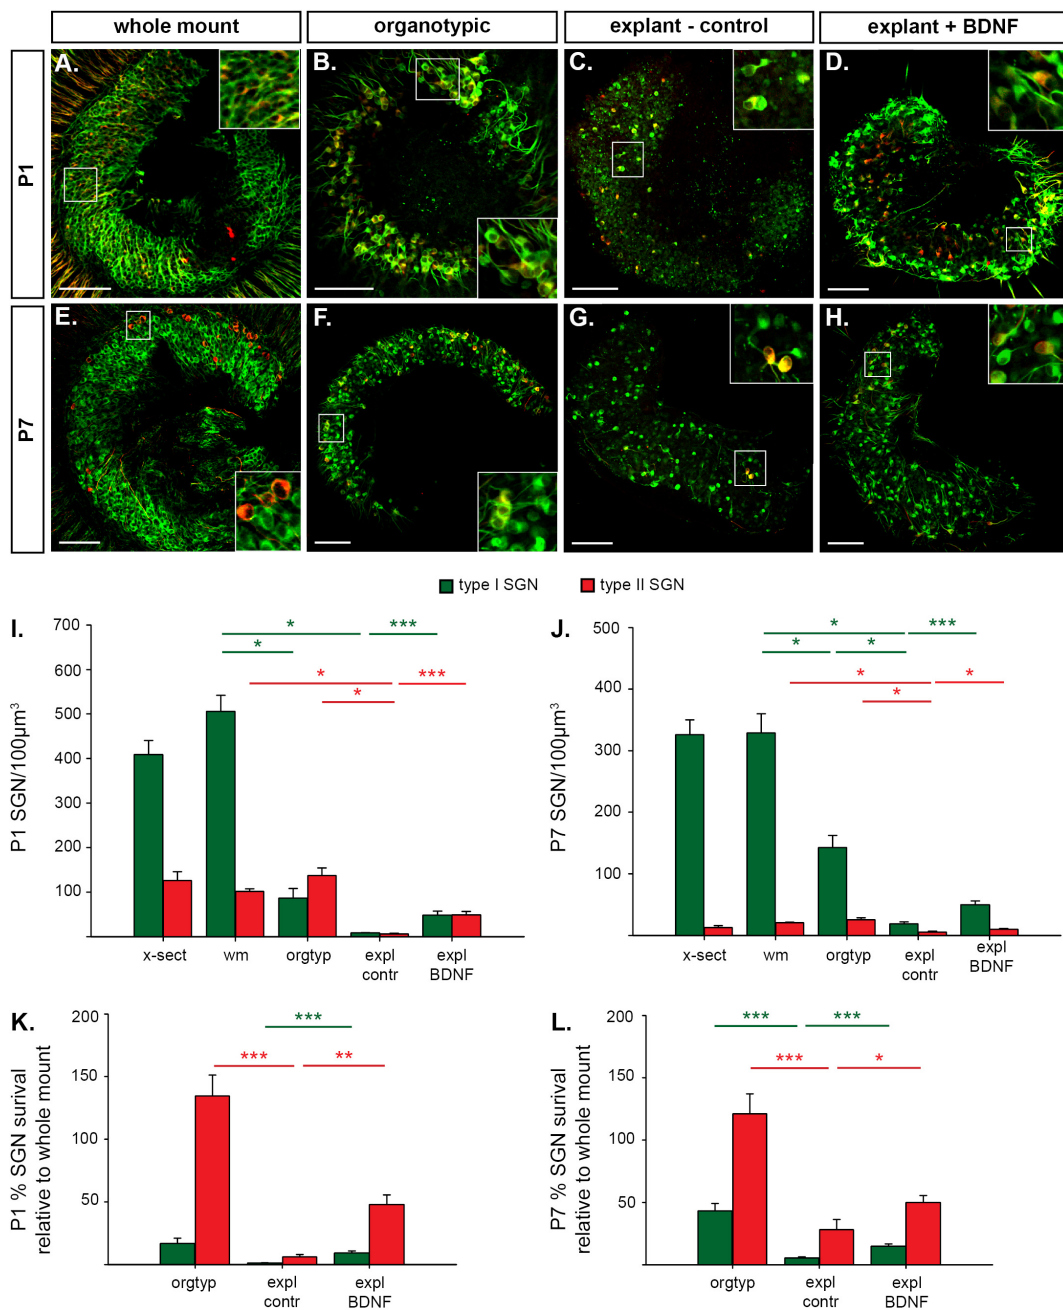 whole mount
organotypic
explant - control
explant + BDNF
P1
A.
B.
C.
D.
P7
E.
F.
G.
H.
type I SGN
type II SGN
I.
P1 SGN/100µm³
700
600
500
400
300
200
100
*
***
*
*
***
*
x-sect
wm
orgtyp
expl
contr
expl
BDNF
J.
P7 SGN/100µm³
500
400
300
200
100
*
***
*
*
*
*
*
x-sect
wm
orgtyp
expl
contr
expl
BDNF
K.
P1 % SGN surival
relative to whole mount
200
150
100
50
***
***
**
orgtyp
expl
contr
expl
BDNF
L.
P7 % SGN surival
relative to whole mount
200
150
100
50
***
***
***
*
orgtyp
expl
contr
expl
BDNF